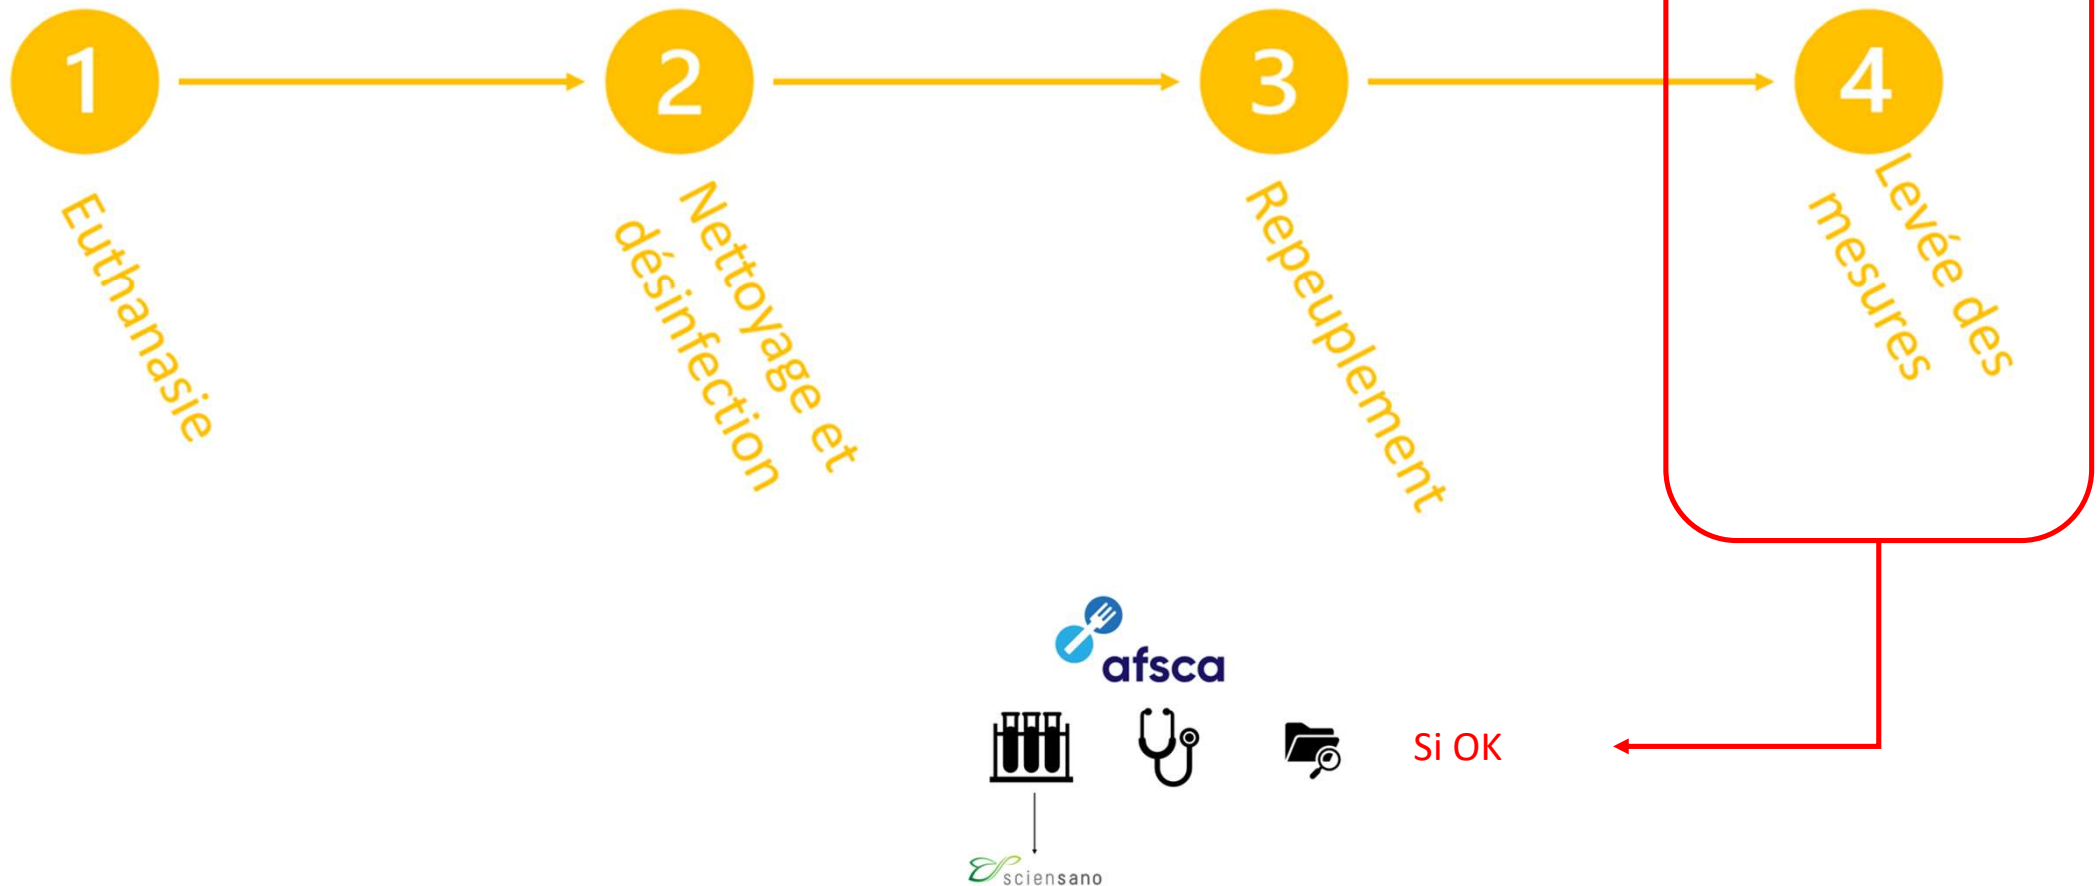 1
2
3
4
Euthanasie
Nettoyage et
désinfection
Repeuplement
Levée des
mesures
afsca
Si OK
sciensano